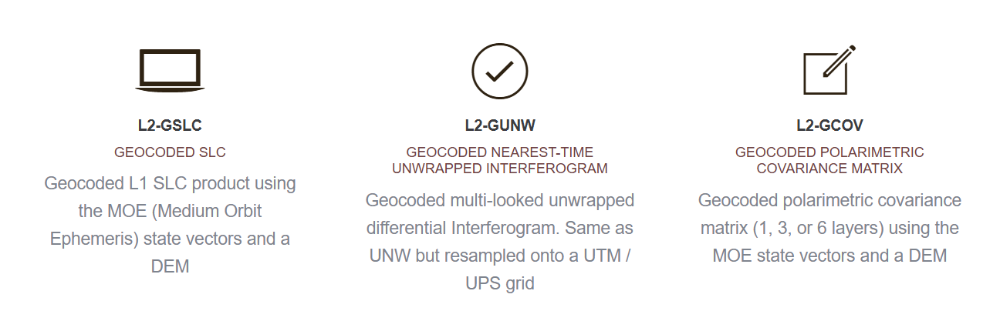 L2-GSLC
GEOCODED SLC
Geocoded L1 SLC product using
the MOE (Medium Orbit
Ephemeris) state vectors and a
DEM
L2-GUNW
GEOCODED NEAREST-TIME
UNWRAPPED INTERFEROGRAM
Geocoded multi-looked unwrapped
differential Interferogram. Same as
UNW but resampled onto a UTM /
UPS grid
L2-GCOV
GEOCODED POLARIMETRIC
COVARIANCE MATRIX
Geocoded polarimetric covariance
matrix (1, 3, or 6 layers) using the
MOE state vectors and a DEM